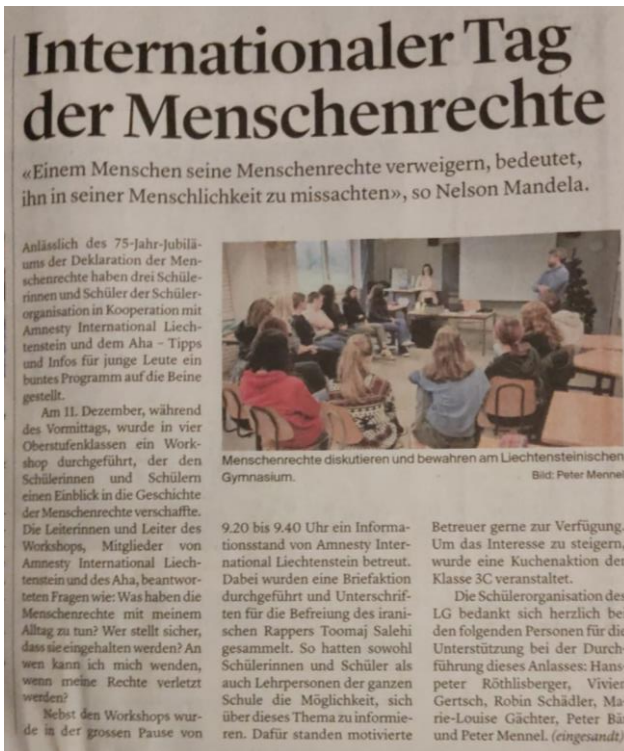 Internationaler Tag
der Menschenrechte
«Einem Menschen seine Menschenrechte verweigern, bedeutet,
ihn in seiner Menschlichkeit zu missachten», so Nelson Mandela.
Anlässlich des 75-Jahr-Jubilä-
ums der Deklaration der Men-
schenrechte haben drei Schüle-
rinnen und Schüler der Schüler-
organisation in Kooperation mit
Amnesty International Liech-
tenstein und dem Aha – Tipps
und Infos für junge Leute ein
buntes Programm auf die Beine
gestellt.
Am 11. Dezember, während
des Vormittags, wurde in vier
Oberstufenklassen ein Work-
shop durchgeführt, der den
Schülerinnen und Schülern
einen Einblick in die Geschichte
der Menschenrechte verschaffte.
Die Leiterinnen und Leiter des
Workshops, Mitglieder von
Amnesty International Liech-
tenstein und des Aha, beantwor-
teten Fragen wie: Was haben die
Menschenrechte mit meinem
Alltag zu tun? Wer stellt sicher,
dass sie eingehalten werden? An
wen kann ich mich wenden,
wenn meine Rechte verletzt
werden?
Nebst den Workshops wur-
de in der grossen Pause von
Menschenrechte diskutieren und bewahren am Liechtensteinischen
Gymnasium. Bild: Peter Mennel
9.20 bis 9.40 Uhr ein Informa-
tionsstand von Amnesty Inter-
national Liechtenstein betreut.
Dabei wurden eine Briefaktion
durchgeführt und Unterschrif-
ten für die Befreiung des irani-
schen Rappers Toomaj Salehi
gesammelt. So hatten sowohl
Schülerinnen und Schüler als
auch Lehrpersonen der ganzen
Schule die Möglichkeit, sich
über dieses Thema zu informie-
ren. Dafür standen motivierte
Betreuer gerne zur Verfügung.
Um das Interesse zu steigern,
wurde eine Kuchenaktion der
Klasse 3C veranstaltet.
Die Schülerorganisation des
LG bedankt sich herzlich bei
den folgenden Personen für die
Unterstützung bei der Durch-
führung dieses Anlasses: Hans-
peter Röthlisberger, Vivien
Gertsch, Robin Schädler, Ma-
rie-Louise Gächter, Peter Bär
und Peter Mennel. (eingesandt)